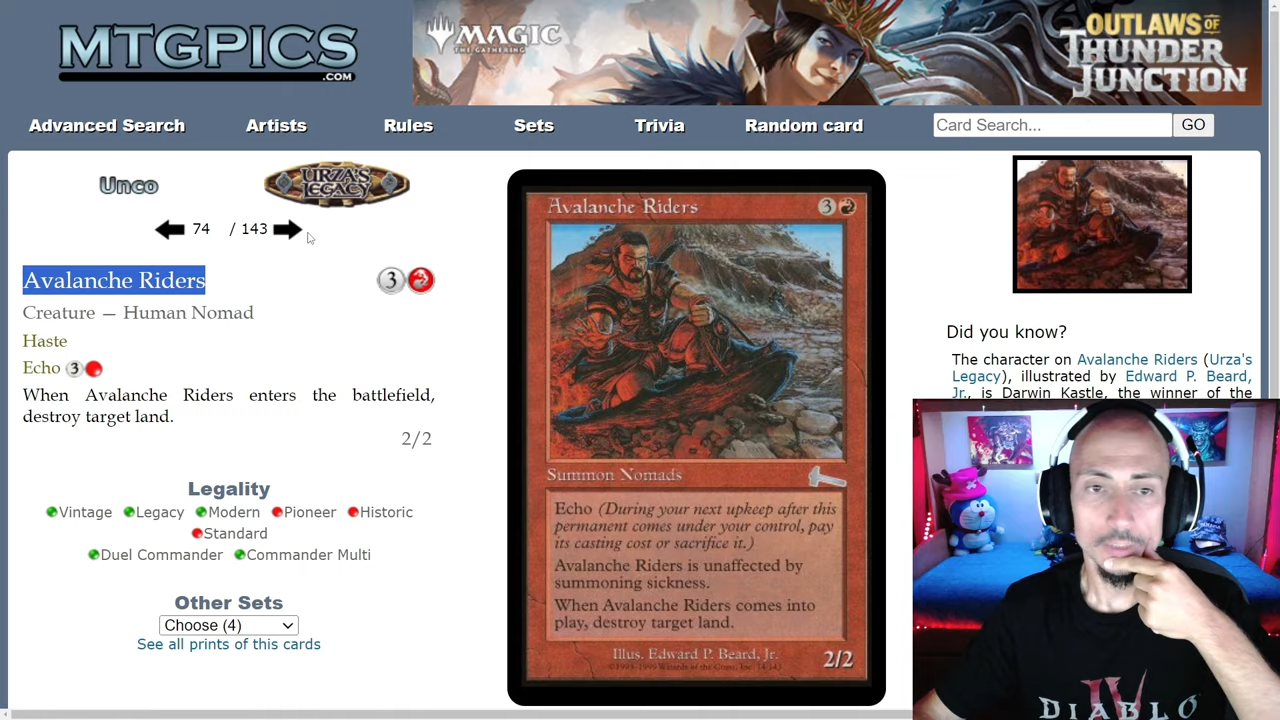 MTGPICS
.COM
MAGIC
THE GATHERING
OUTLAWS OF
THUNDER
JUNCTION
Advanced Search
Artists
Rules
Sets
Trivia
Random card
Card Search...
GO
Unco
URZA'S
LEGACY
74 / 143
Avalanche Riders
3
Creature — Human Nomad
Haste
Echo 3
When Avalanche Riders enters the battlefield,
destroy target land.
2/2
Legality
Vintage Legacy Modern Pioneer Historic
Standard
Duel Commander Commander Multi
Other Sets
Choose (4)
See all prints of this cards
Avalanche Riders
3
Summon Nomads
Echo (During your next upkeep after this
permanent comes under your control, pay
its casting cost or sacrifice it.)
Avalanche Riders is unaffected by
summoning sickness.
When Avalanche Riders comes into
play, destroy target land.
Illus. Edward P. Beard, Jr.
2/2
Did you know?
The character on Avalanche Riders (Urza's
Legacy), illustrated by Edward P. Beard,
Jr., is Darwin Kastle, the winner of the
DIABLO
IV